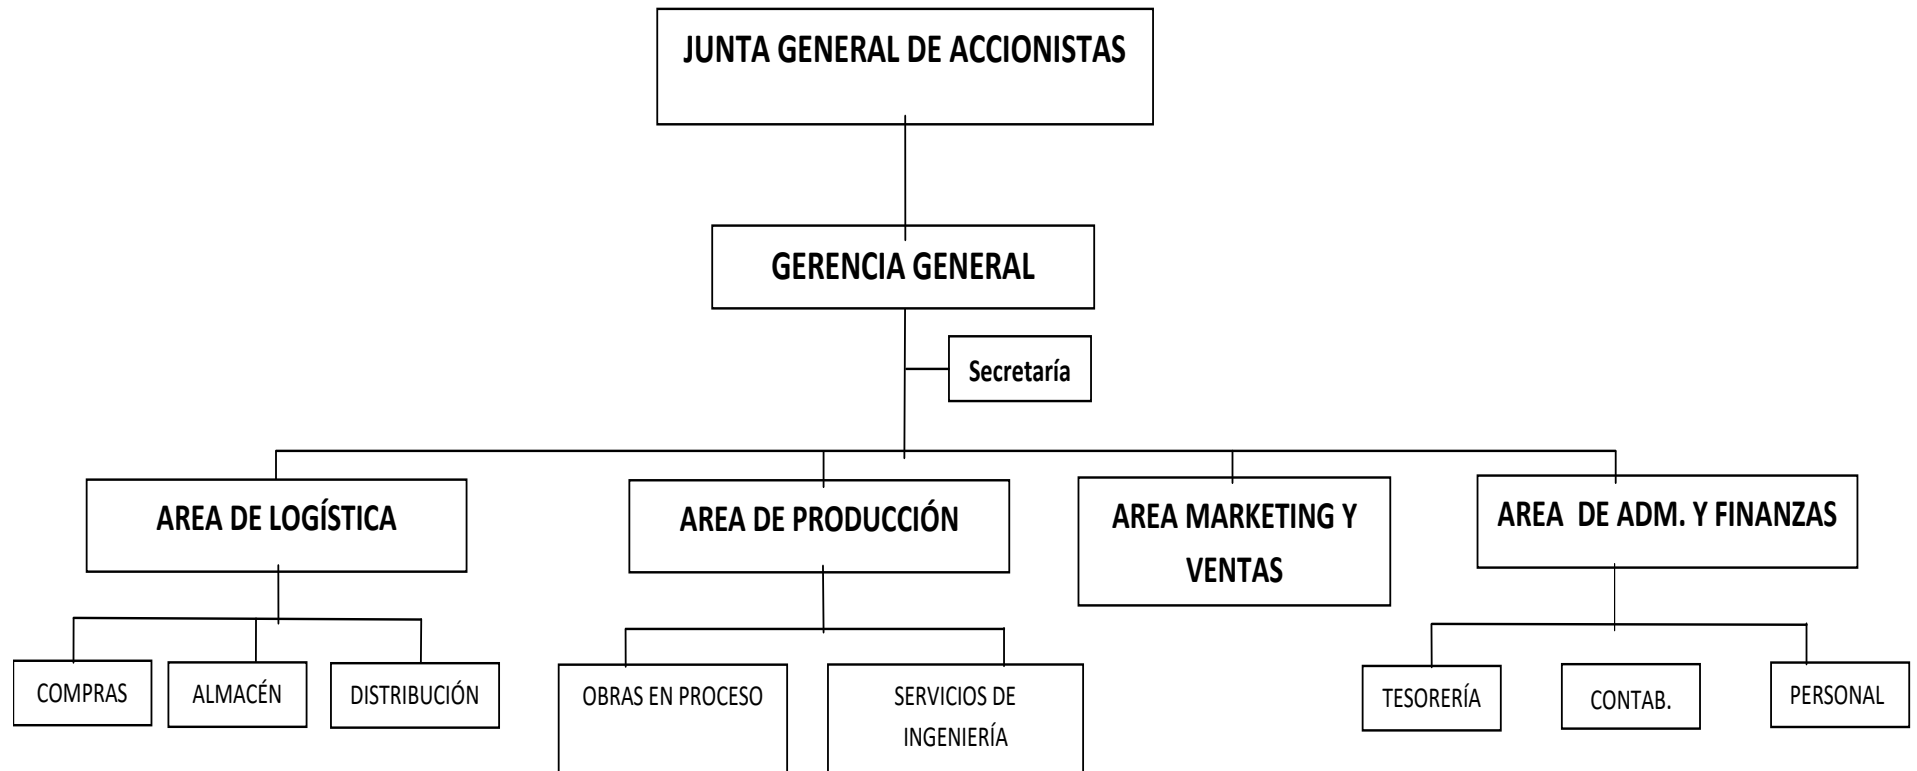 JUNTA GENERAL DE ACCIONISTAS
GERENCIA GENERAL
Secretaría
AREA DE LOGÍSTICA
AREA DE PRODUCCIÓN
AREA MARKETING Y
VENTAS
AREA DE ADM. Y FINANZAS
COMPRAS
ALMACÉN
DISTRIBUCIÓN
OBRAS EN PROCESO
SERVICIOS DE
INGENIERÍA
TESORERÍA
CONTAB.
PERSONAL